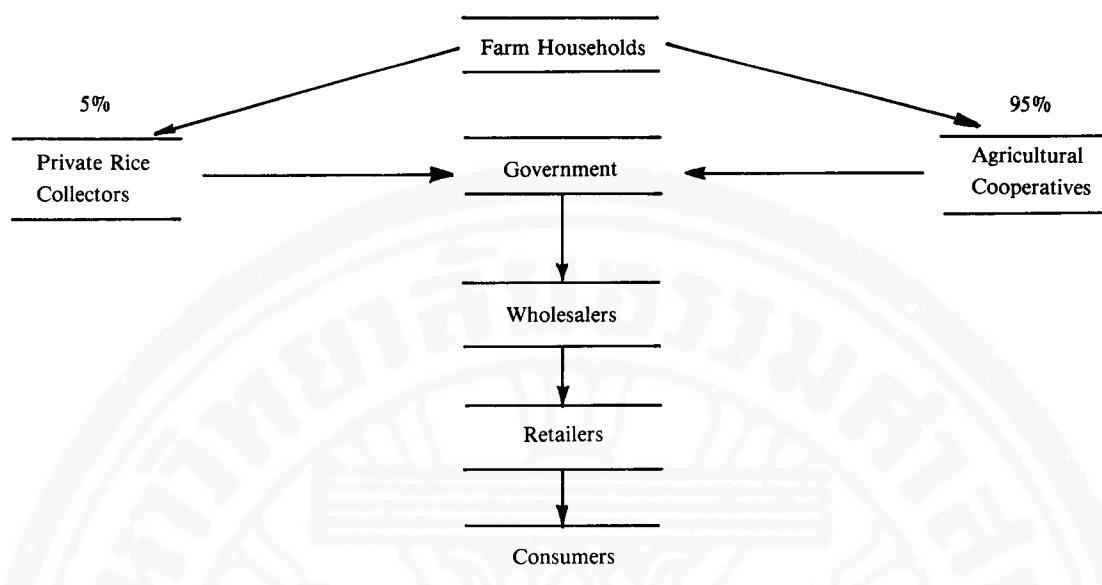 Farm Households
5%
95%
Private Rice
Collectors
Government
Agricultural
Cooperatives
Wholesalers
Retailers
Consumers